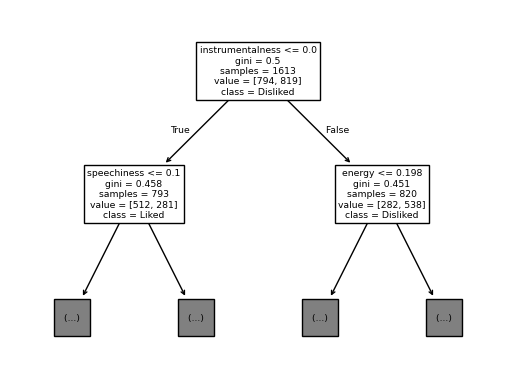 instrumentalness <= 0.0
gini = 0.5
samples = 1613
value = [794, 819]
class = Disliked
True
False
speechiness <= 0.1
gini = 0.458
samples = 793
value = [512, 281]
class = Liked
energy <= 0.198
gini = 0.451
samples = 820
value = [282, 538]
class = Disliked
(...)
(...)
(...)
(...)